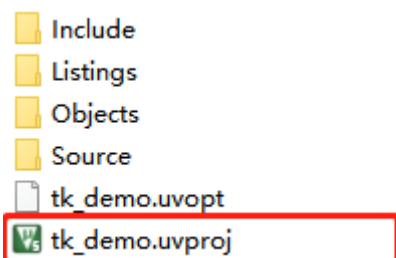 Include
Listings
Objects
Source
tk_demo.uvopt
tk_demo.uvproj